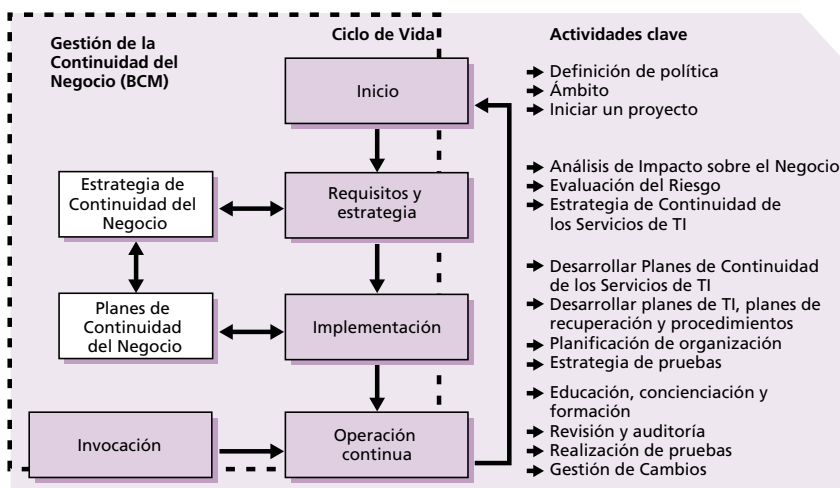 Gestión de la
Continuidad del
Negocio (BCM)
Ciclo de Vida
Actividades clave
Inicio
➔ Definición de política
➔ Ámbito
➔ Iniciar un proyecto
Estrategia de
Continuidad del
Negocio
Requisitos y
estrategia
➔ Análisis de Impacto sobre el Negocio
➔ Evaluación del Riesgo
➔ Estrategia de Continuidad de
los Servicios de TI
Planes de
Continuidad
del Negocio
Implementación
➔ Desarrollar Planes de Continuidad
de los Servicios de TI
➔ Desarrollar planes de TI, planes de
recuperación y procedimientos
➔ Planificación de organización
➔ Estrategia de pruebas
Invocación
Operación
continua
➔ Educación, concienciación y
formación
➔ Revisión y auditoría
➔ Realización de pruebas
➔ Gestión de Cambios